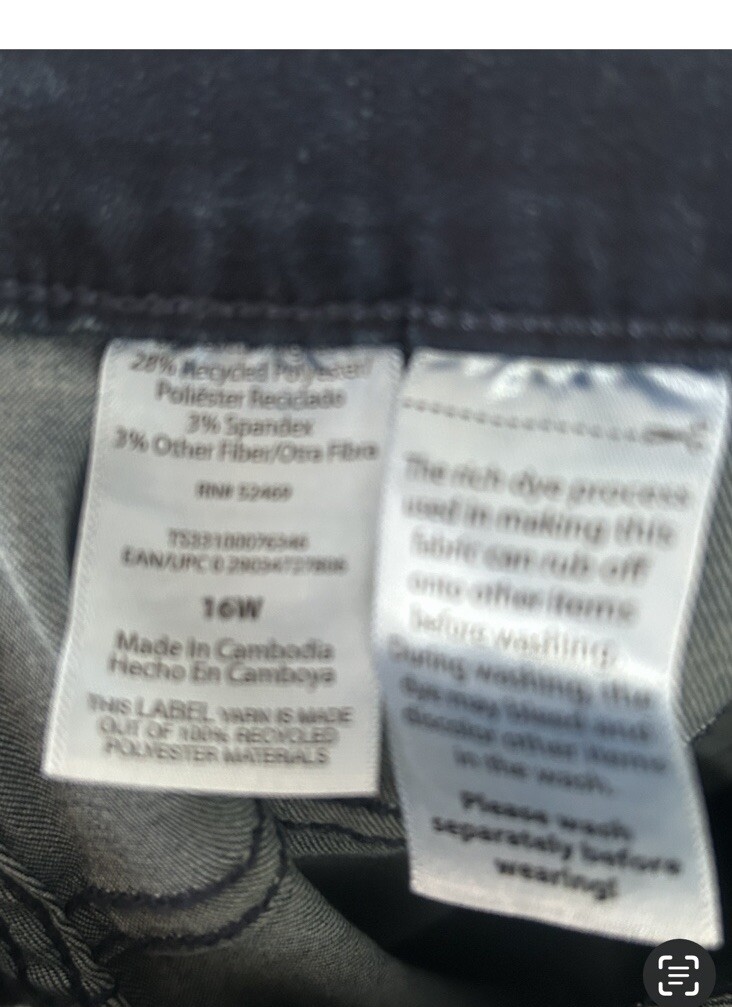 28% Recycled Polyester/
Poliéster Reciclado
3% Spandex
3% Other Fiber/Otra Fibra
RN# 52469
EAN/UPC 0
16W
Made In Cambodia
Hecho En Camboya
THIS LABEL YARN IS MADE
OUT OF 100% RECYCLED
POLYESTER MATERIALS
The rich dye process
used in making this
fabric can rub off
onto other items
before washing.
During washing, the
dye may bleed and
discolor other items
in the wash.
Please wash
separately before
wearing!